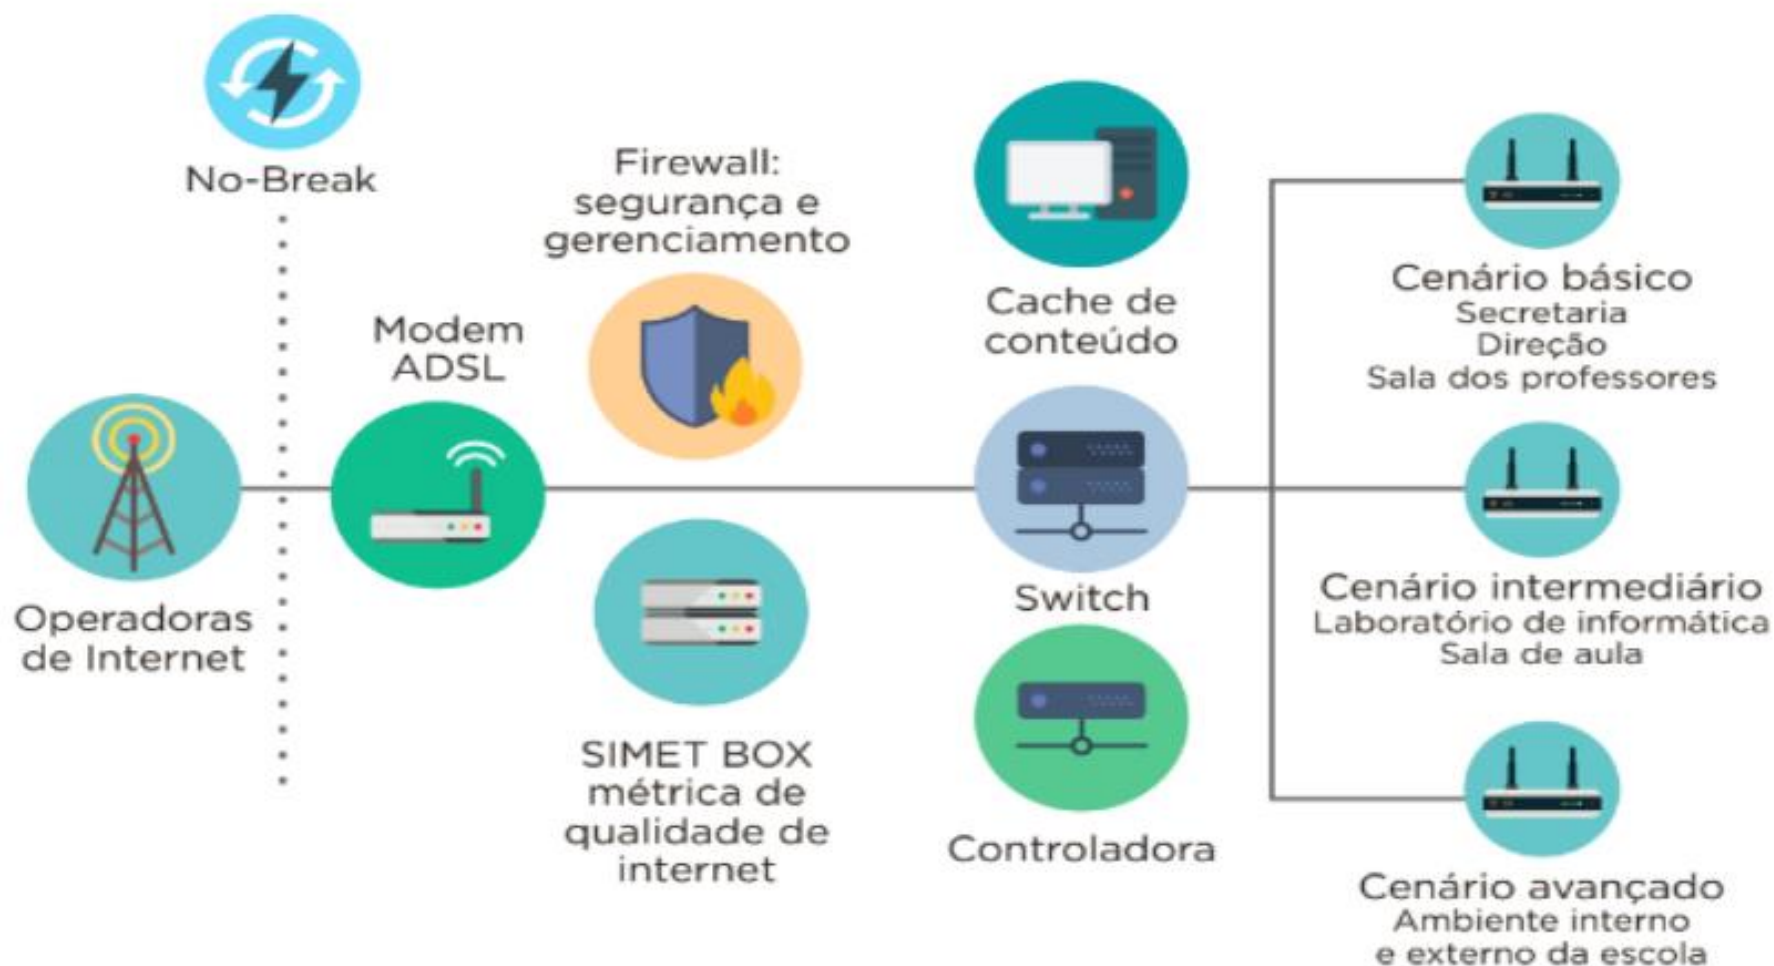 No-Break
Operadoras
de Internet
Modem
ADSL
Firewall:
segurança e
gerenciamento
SIMET BOX
métrica de
qualidade de
internet
Cache de
conteúdo
Switch
Controladora
Cenário básico
Secretaria
Direção
Sala dos professores
Cenário intermediário
Laboratório de informática
Sala de aula
Cenário avançado
Ambiente interno
e externo da escola